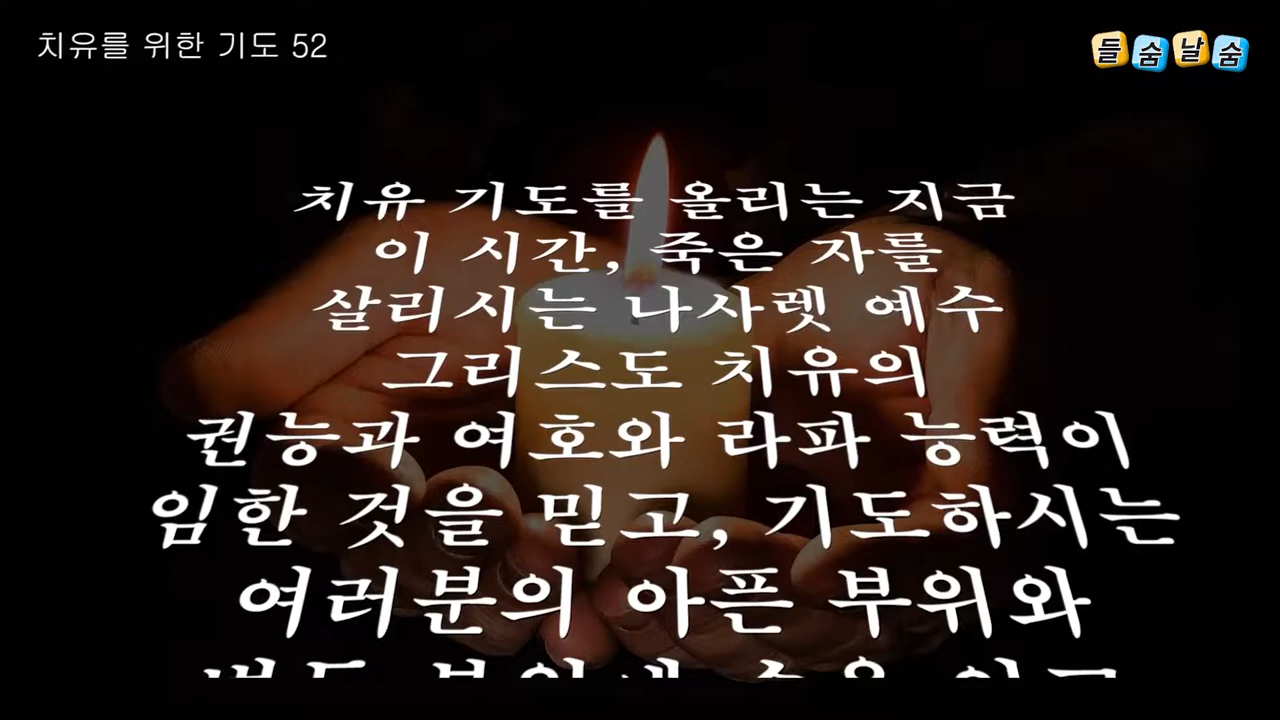 치유를 위한 기도 52
들숨날숨
치유 기도를 올리는 지금
이 시간, 죽은 자를
살리시는 나사렛 예수
그리스도 치유의
권능과 여호와 라파 능력이
임한 것을 믿고, 기도하시는
여러분의 아픈 부위와